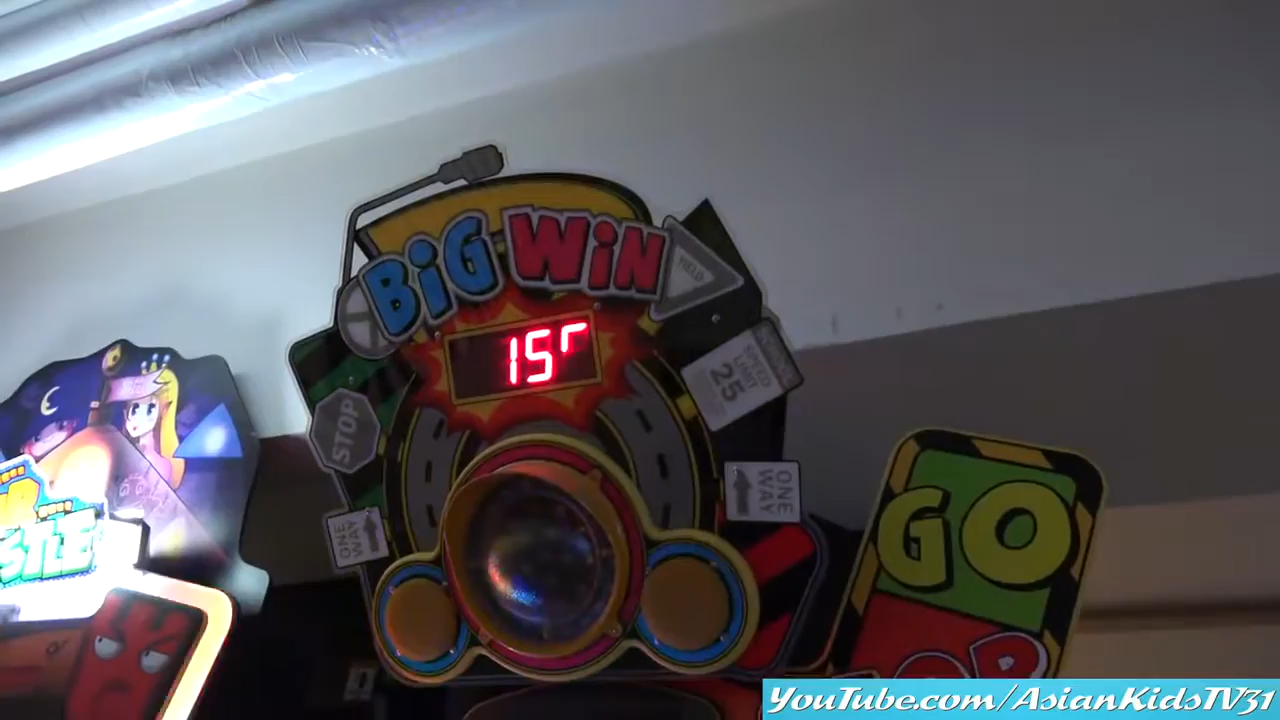 BiG WiN
YIELD
15
SPEED
LIMIT
25
STOP
ONE
WAY
ONE
WAY
GO
YouTube.com/AsianKidsTV31